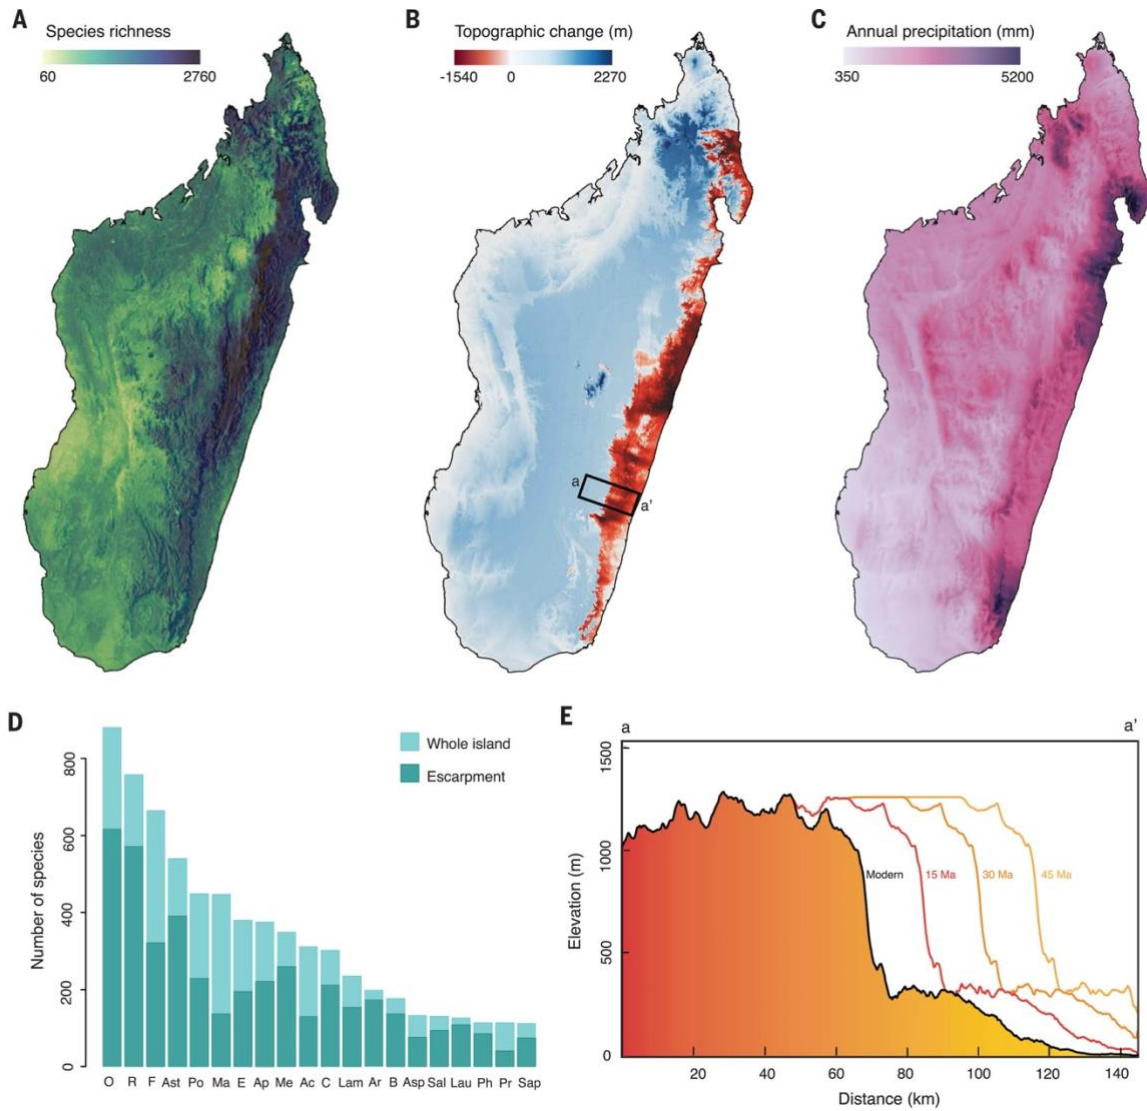 A
Species richness
60 2760
B
Topographic change (m)
-1540 0 2270
C
Annual precipitation (mm)
350 5200
a
a'
D
Number of species
800
600
400
200
0
Whole island
Escarpment
O R F Ast Po Ma E Ap Me Ac C Lam Ar B Asp Sal Lau Ph Pr Sap
E
a a'
Elevation (m)
1500
1000
500
0
Modern 15 Ma 30 Ma 45 Ma
20 40 60 80 100 120 140
Distance (km)